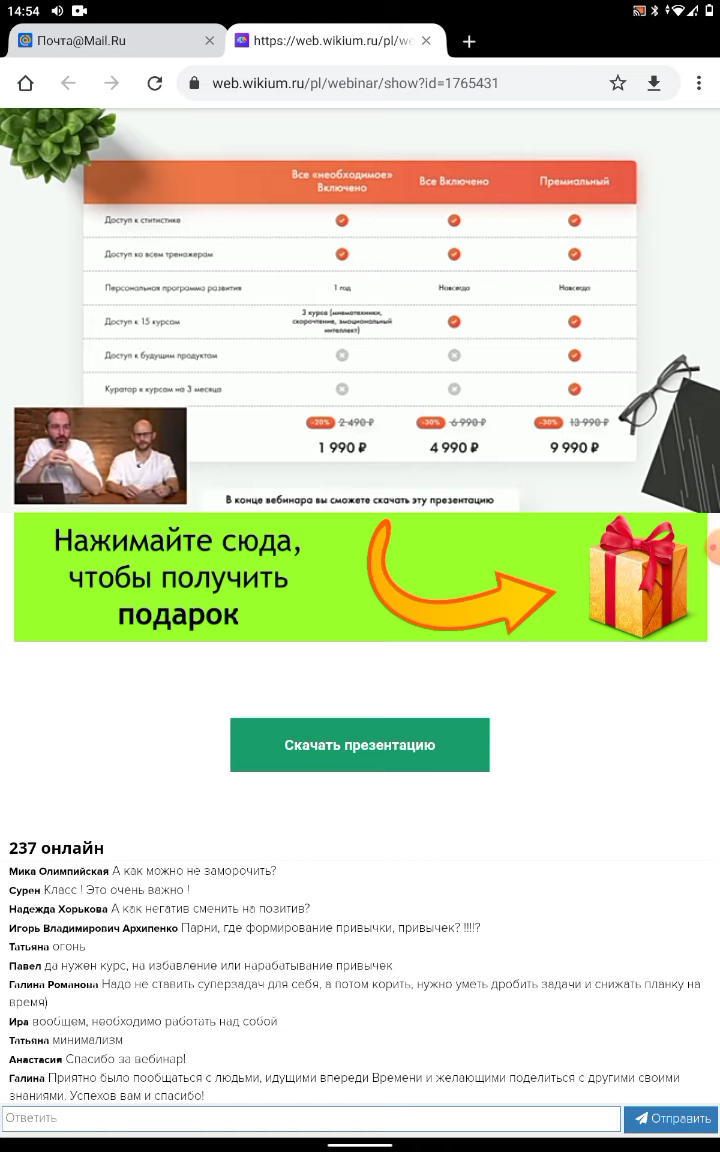 14:54
Почта@Mail.Ru
https://web.wikium.ru/pl/we
web.wikium.ru/pl/webinar/show?id=1765431
Все «необходимое» Включено
Все Включено
Премиальный
Доступ к ститистике
Доступ ко всем тренажерам
Персональная программа развития
1 год
Навсегда
Навсегда
Доступ к 15 курсам
3 курса (мнемотехники, скорочтение, эмоциональный интеллект)
Доступ к будущим продуктам
Куратор к курсам на 3 месяца
-20% 2 490 ₽
-30% 6 990 ₽
-30% 13 990 ₽
1 990 ₽
4 990 ₽
9 990 ₽
В конце вебинара вы сможете скачать эту презентацию
Нажимайте сюда,
чтобы получить
подарок
Скачать презентацию
237 онлайн
Мика Олимпийская А как можно не заморочить?
Сурен Класс ! Это очень важно !
Надежда Хорькова А как негатив сменить на позитив?
Игорь Владимирович Архипенко Парни, где формирование привычки, привычек? !!!!?
Татьяна огонь
Павел да нужен курс, на избавление или нарабатывание привычек
Галина Романова Надо не ставить суперзадач для себя, а потом корить, нужно уметь дробить задачи и снижать планку на
время)
Ира вообщем, необходимо работать над собой
Татьяна минимализм
Анастасия Спасибо за вебинар!
Галина Приятно было пообщаться с людьми, идущими впереди Времени и желающими поделиться с другими своими
знаниями. Успехов вам и спасибо!
Ответить
Отправить